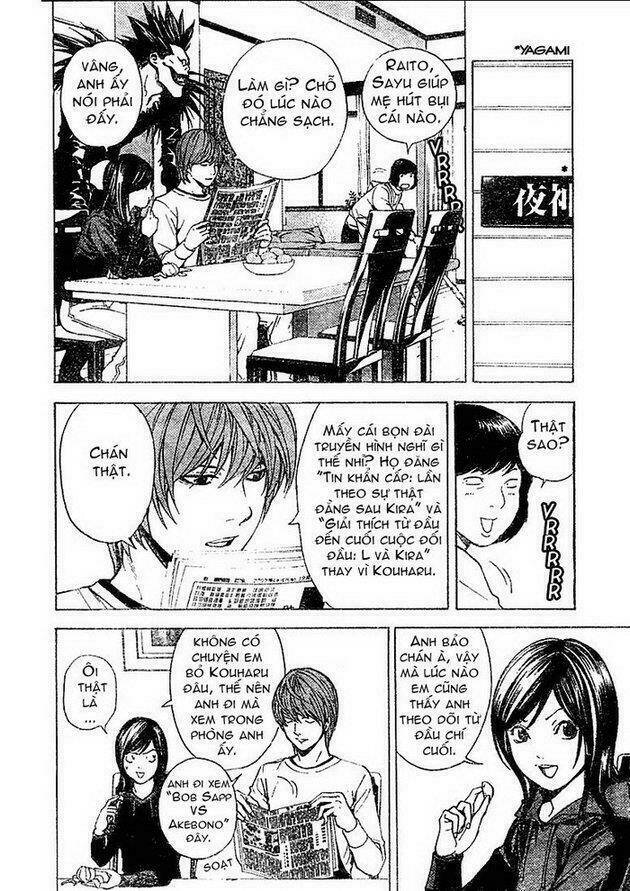 *YAGAMI
*
夜神
RAITO,
SAYU GIÚP
MẸ HÚT BỤI
CÁI NÀO.
VRRRRR
LÀM GÌ? CHỖ
ĐÓ LÚC NÀO
CHẲNG SẠCH.
VÂNG,
ANH ẤY
NÓI PHẢI
ĐẤY.
THẬT
SAO?
VRRRRR
MẤY CÁI BỌN ĐÀI
TRUYỀN HÌNH NGHĨ GÌ
THẾ NHỈ? HỌ ĐĂNG
"TIN KHẨN CẤP: LẦN
THEO SỰ THẬT
ĐẰNG SAU KIRA" VÀ
"GIẢI THÍCH TỪ ĐẦU
ĐẾN CUỐI CUỘC ĐỐI
ĐẦU: L VÀ KIRA"
THAY VÌ KOUHARU.
CHÁN
THẬT.
ANH BẢO
CHÁN À, VẬY
MÀ LÚC NÀO
EM CŨNG
THẤY ANH
THEO DÕI TỪ
ĐẦU CHÍ
CUỐI.
KHÔNG CÓ
CHUYỆN EM
BỎ KOUHARU
ĐÂU, THẾ NÊN
ANH ĐI MÀ
XEM TRONG
PHÒNG ANH
ẤY.
ANH ĐI XEM
"BOB SAPP
VS
AKEBONO"
ĐÂY.
SOẠT
ÔI
THẬT LÀ
...